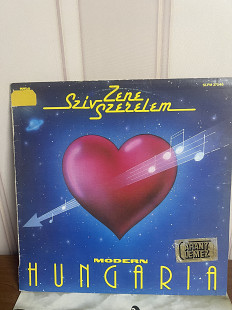 Zene
Szív Szerelem
MODERN
HUNGARIA
ARANY
LEMEZ